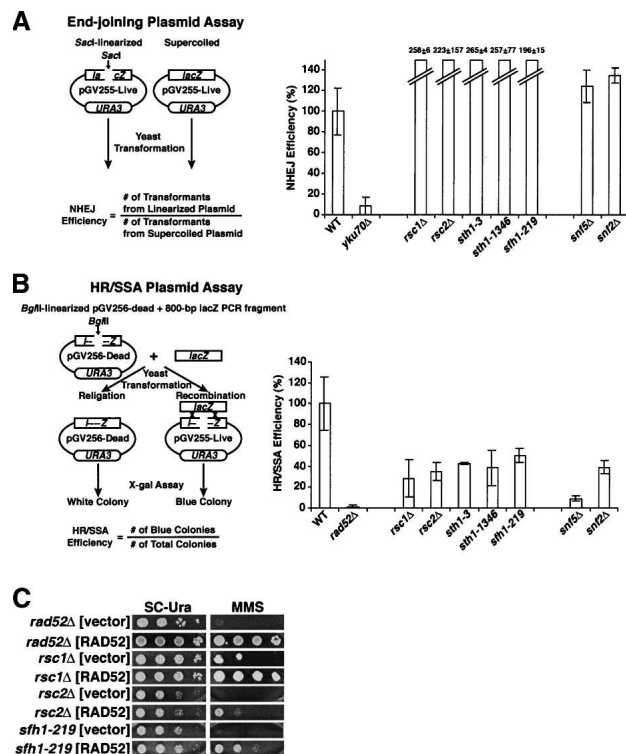 A
End-joining Plasmid Assay
SacI-linearized
Supercoiled
SacI
la cZ
lacZ
pGV255-Live
pGV255-Live
URA3
URA3
Yeast
Transformation
NHEJ
Efficiency
=
# of Transformants
from Linearized Plasmid
# of Transformants
from Supercoiled Plasmid
258±6 223±157 265±4 257±77 196±15
NHEJ Efficiency (%)
140
120
100
80
60
40
20
0
WT
yku70Δ
rsc1Δ
rsc2Δ
sth1-3
sth1-1346
sfh1-219
snf5Δ
snf2Δ
B
HR/SSA Plasmid Assay
BglII-linearized pGV256-dead + 800-bp lacZ PCR fragment
BglII
l-- --Z
pGV256-Dead
+
lacZ
URA3
Yeast
Transformation
Religation
Recombination
lacZ
l----Z
l-- --Z
pGV256-Dead
pGV255-Live
URA3
URA3
X-gal Assay
White Colony
Blue Colony
HR/SSA
Efficiency
=
# of Blue Colonies
# of Total Colonies
HR/SSA Efficiency (%)
140
120
100
80
60
40
20
0
WT
rad52Δ
rsc1Δ
rsc2Δ
sth1-3
sth1-1346
sfh1-219
snf5Δ
snf2Δ
C
SC-Ura MMS
rad52Δ [vector]
rad52Δ [RAD52]
rsc1Δ [vector]
rsc1Δ [RAD52]
rsc2Δ [vector]
rsc2Δ [RAD52]
sfh1-219 [vector]
sfh1-219 [RAD52]